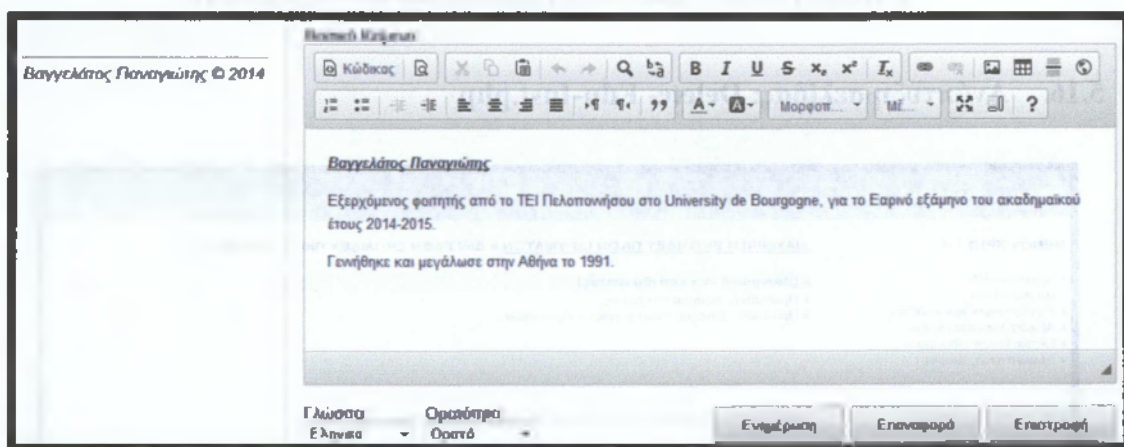 Βαγγελάτος Παναγιώτης © 2014
Κώδικας
Μορφοπ...
Μέ...
Βαγγελάτος Παναγιώτης
Εξερχόμενος φοιτητής από το ΤΕΙ Πελοποννήσου στο University de Bourgogne, για το Εαρινό εξάμηνο του ακαδημαϊκού
έτους 2014-2015.
Γεννήθηκε και μεγάλωσε στην Αθήνα το 1991.
Γλώσσα Ορατότητα
Ελληνικα Ορατό
Ενημέρωση Επαναφορά Επιστροφή